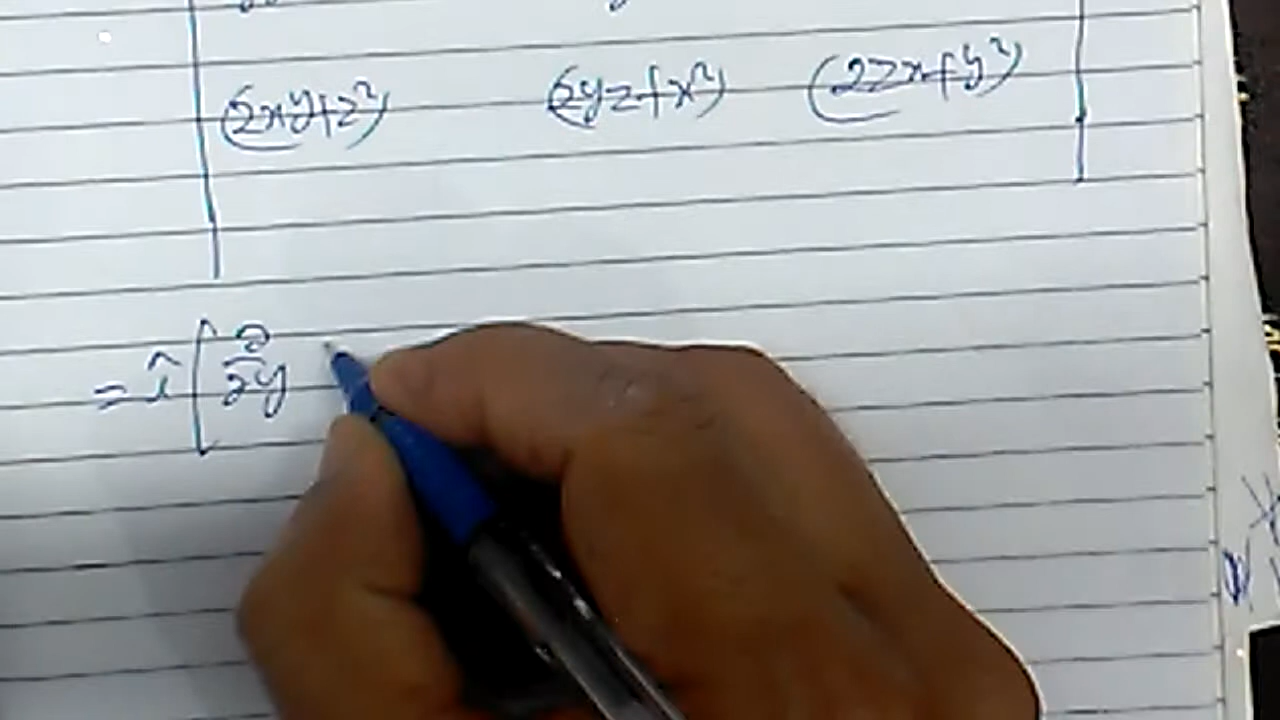 (2xy+z²) (2yz+x²) (2zx+y²)
= î [ ∂/∂y